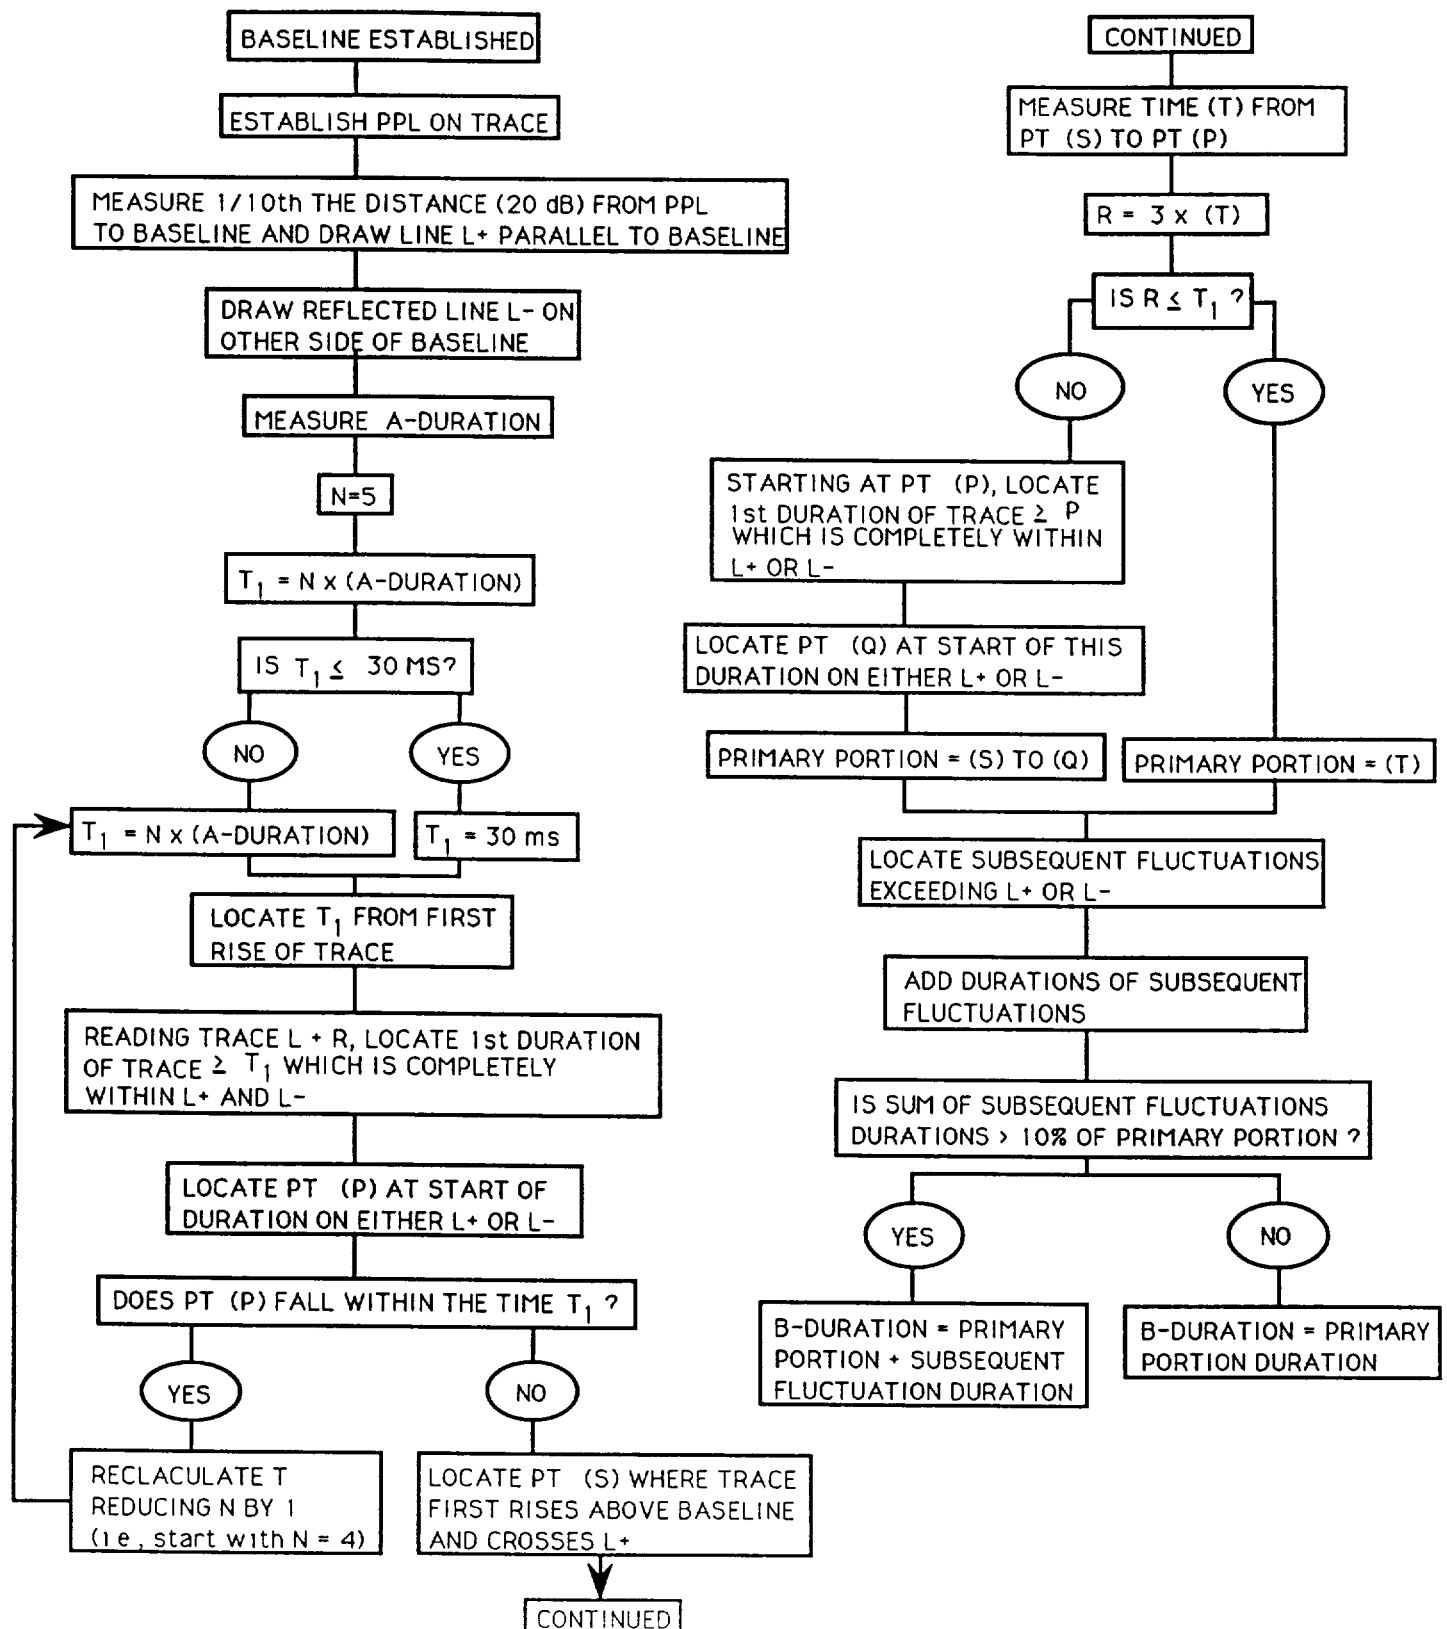 BASELINE ESTABLISHED
ESTABLISH PPL ON TRACE
MEASURE 1/10th THE DISTANCE (20 dB) FROM PPL
TO BASELINE AND DRAW LINE L+ PARALLEL TO BASELINE
DRAW REFLECTED LINE L- ON
OTHER SIDE OF BASELINE
MEASURE A-DURATION
N=5
T1 = N x (A-DURATION)
IS T1 ≤ 30 MS?
NO
YES
T1 = N x (A-DURATION)
T1 = 30 ms
LOCATE T1 FROM FIRST
RISE OF TRACE
READING TRACE L + R, LOCATE 1st DURATION
OF TRACE ≥ T1 WHICH IS COMPLETELY
WITHIN L+ AND L-
LOCATE PT (P) AT START OF
DURATION ON EITHER L+ OR L-
DOES PT (P) FALL WITHIN THE TIME T1 ?
YES
NO
RECLACULATE T
REDUCING N BY 1
(ie, start with N = 4)
LOCATE PT (S) WHERE TRACE
FIRST RISES ABOVE BASELINE
AND CROSSES L+
CONTINUED
CONTINUED
MEASURE TIME (T) FROM
PT (S) TO PT (P)
R = 3 x (T)
IS R ≤ T1 ?
NO
YES
STARTING AT PT (P), LOCATE
1st DURATION OF TRACE ≥ P
WHICH IS COMPLETELY WITHIN
L+ OR L-
LOCATE PT (Q) AT START OF THIS
DURATION ON EITHER L+ OR L-
PRIMARY PORTION = (S) TO (Q)
PRIMARY PORTION = (T)
LOCATE SUBSEQUENT FLUCTUATIONS
EXCEEDING L+ OR L-
ADD DURATIONS OF SUBSEQUENT
FLUCTUATIONS
IS SUM OF SUBSEQUENT FLUCTUATIONS
DURATIONS > 10% OF PRIMARY PORTION ?
YES
NO
B-DURATION = PRIMARY
PORTION + SUBSEQUENT
FLUCTUATION DURATION
B-DURATION = PRIMARY
PORTION DURATION